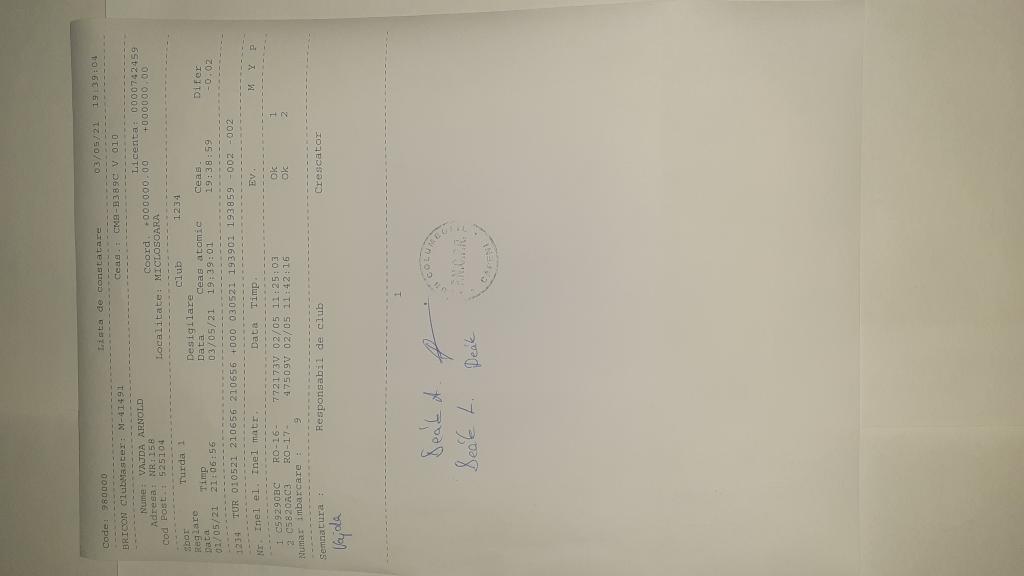 Code: 980000 Lista de constatare 03/05/21 19:39:04
BRICON ClubMaster: M-41491 Ceas.: CMB-B389C V 010
Nume: VAJDA ARNOLD Licenta: 0000742459
Adresa: NR:158 Coord. +000000.00 +000000.00
Cod Post.: 525104 Localitate: MICLOSOARA
Zbor Turda 1 Club 1234
Reglare Desigilare
Data Timp Data Ceas atomic Ceas. Difer
01/05/21 21:06:56 03/05/21 19:39:01 19:38:59 -0.02
1234 TUR 010521 210656 210656 +000 030521 193901 193859 -002 -002
Nr. Inel el. Inel matr. Data Timp. Ev. M Y P
1 C59290BC RO-16- 772173V 02/05 11:25:03 Ok 1
2 C5820AC3 RO-17- 47509V 02/05 11:42:16 Ok 2
Numar imbarcare : 9
Semnatura : Responsabil de club Crescator
Vajda
1
Deák A.
Deák L. Deák